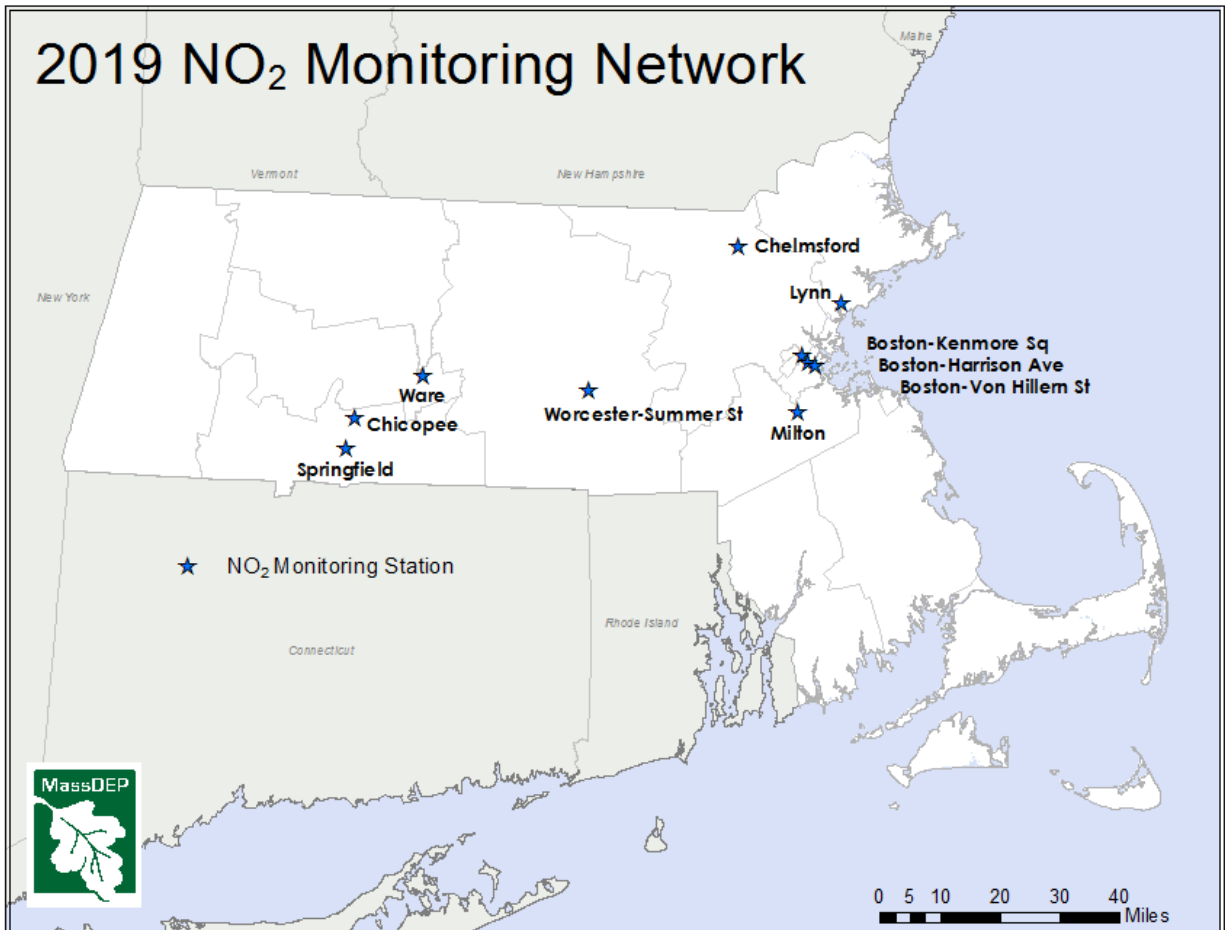 2019 NO₂ Monitoring Network
Maine
Vermont
New Hampshire
New York
Chelmsford
Lynn
Boston-Kenmore Sq
Boston-Harrison Ave
Boston-Von Hillern St
Ware
Worcester-Summer St
Chicopee
Milton
Springfield
NO₂ Monitoring Station
Rhode Island
Connecticut
MassDEP
0 5 10 20 30 40
Miles